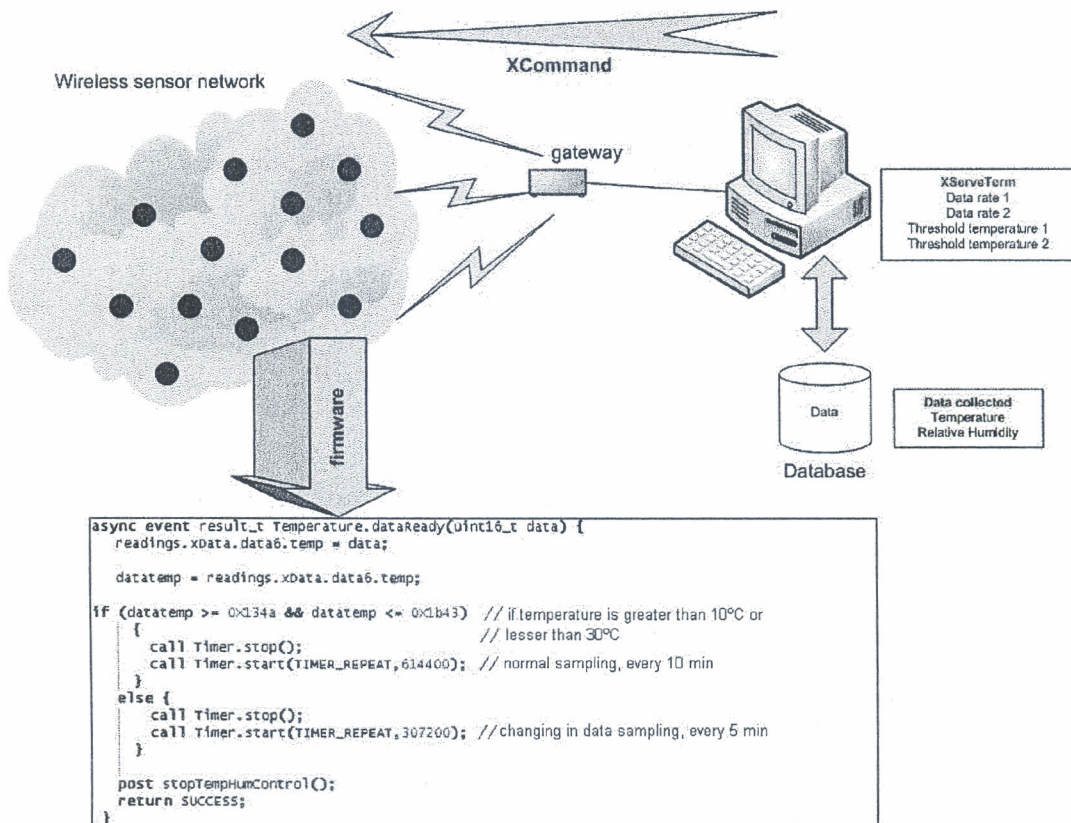 XCommand
Wireless sensor network
gateway
XServeTerm
Data rate 1
Data rate 2
Threshold temperature 1
Threshold temperature 2
firmware
Data
Database
Data collected
Temperature
Relative Humidity
async event result_t Temperature.dataReady(uint16_t data) {
readings.xData.data6.temp = data;
datatemp = readings.xData.data6.temp;
if (datatemp >= 0x134a && datatemp <= 0x1b43) // if temperature is greater than 10°C or
{ // lesser than 30°C
call Timer.stop();
call Timer.start(TIMER_REPEAT,614400); // normal sampling, every 10 min
}
else {
call Timer.stop();
call Timer.start(TIMER_REPEAT,307200); //changing in data sampling, every 5 min
}
post stopTempHumControl();
return SUCCESS;
}